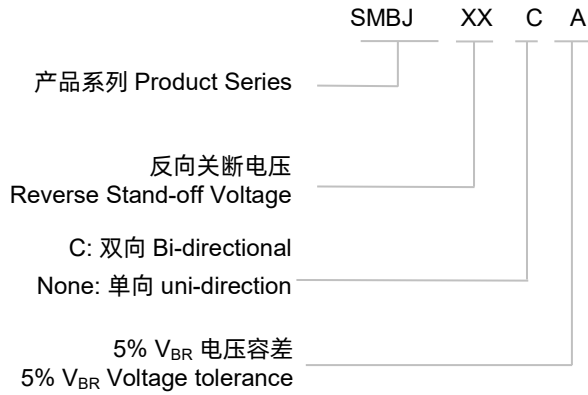 SMBJ XX C A
产品系列 Product Series
反向关断电压
Reverse Stand-off Voltage
C: 双向 Bi-directional
None: 单向 uni-direction
5% VBR 电压容差
5% VBR Voltage tolerance